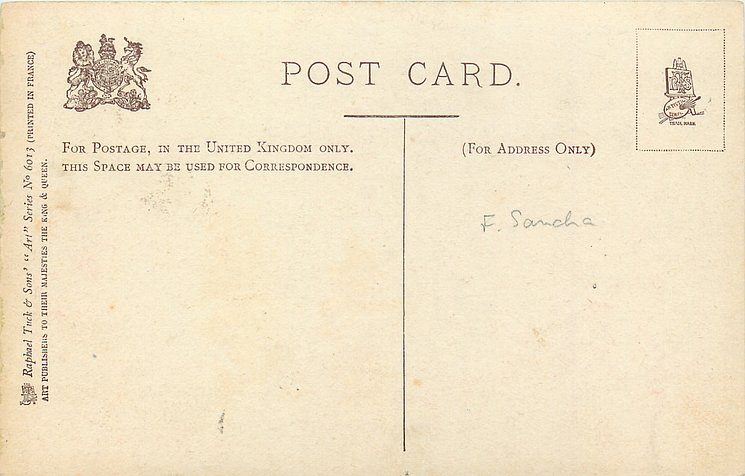 POST CARD.
FOR POSTAGE, IN THE UNITED KINGDOM ONLY.
THIS SPACE MAY BE USED FOR CORRESPONDENCE.
(FOR ADDRESS ONLY)
F. Sancha
Raphael Tuck & Sons' "Art" Series No 6013 (PRINTED IN FRANCE)
ART PUBLISHERS TO THEIR MAJESTIES THE KING & QUEEN.
TRADE MARK